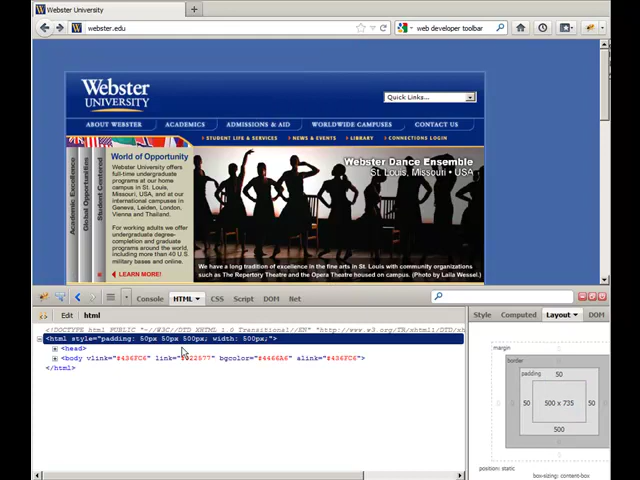 Webster University
webster.edu
web developer toolbar
Webster
UNIVERSITY
Quick Links...
ABOUT WEBSTER ACADEMICS ADMISSIONS & AID WORLDWIDE CAMPUSES CONTACT US
STUDENT LIFE & SERVICES NEWS & EVENTS LIBRARY CONNECTIONS LOGIN
Academic Excellence
Global Opportunities
Student Centered
World of Opportunity
Webster University offers
full-time graduate and
undergraduate
programs at our home
campus in St. Louis,
Missouri, USA, and at our
international campuses in
Geneva, Leiden, London,
Vienna and Thailand.
For working adults we offer
undergraduate degree-
completion and graduate
programs around the world,
including more than 40 U.S.
military bases and online.
LEARN MORE!
Webster Dance Ensemble
St. Louis, Missouri • USA
We have a long tradition of excellence in the fine arts in St. Louis with community organizations
such as The Repertory Theatre and the Opera Theatre housed on campus. (Photo by Laila Wessel.)
Console HTML CSS Script DOM Net
Edit html
Style Computed Layout DOM
<!DOCTYPE html PUBLIC "-//W3C//DTD XHTML 1.0 Transitional//EN" "http://www.w3.org/TR/xhtml1/DTD/xh
<html style="padding: 50px 50px 500px; width: 500px;">
<head>
<body vlink="#436FC6" link="#022577" bgcolor="#4466A6" alink="#436FC6">
</html>
margin
border
padding 50
50 500 x 735 50
500
position: static
box-sizing: content-box